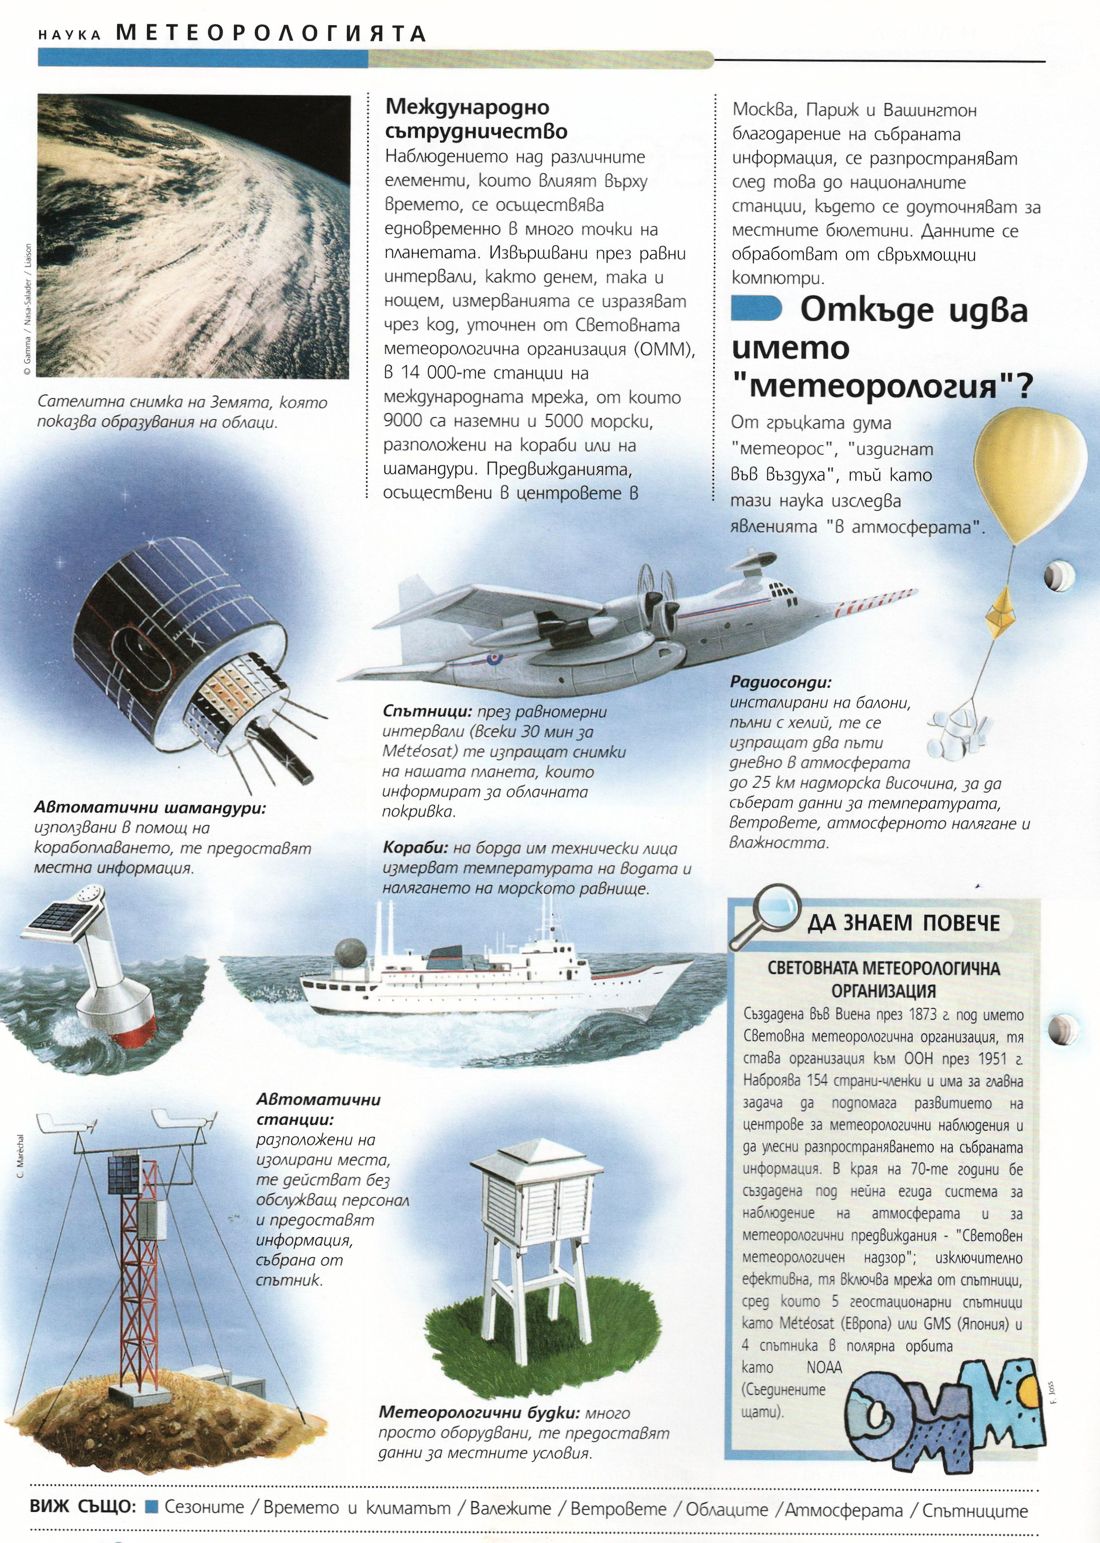 НАУКА МЕТЕОРОЛОГИЯТА
© Gamma / Nasa-Salader / Liaison
Сателитна снимка на Земята, която
показва образувания на облаци.
Международно
сътрудничество
Наблюдението над различните
елементи, които влияят върху
времето, се осъществява
едновременно в много точки на
планетата. Извършвани през равни
интервали, както денем, така и
нощем, измерванията се изразяват
чрез код, уточнен от Световната
метеорологична организация (ОММ),
в 14 000-те станции на
международната мрежа, от които
9000 са наземни и 5000 морски,
разположени на кораби или на
шамандури. Предвижданията,
осъществени в центровете в
Москва, Париж и Вашингтон
благодарение на събраната
информация, се разпространяват
след това до националните
станции, където се доуточняват за
местните бюлетини. Данните се
обработват от свръхмощни
компютри.
Откъде идва
името
"метеорология"?
От гръцката дума
"метеорос", "издигнат
във въздуха", тъй като
тази наука изследва
явленията "в атмосферата".
Автоматични шамандури:
използвани в помощ на
корабоплаването, те предоставят
местна информация.
Спътници: през равномерни
интервали (всеки 30 мин за
Météosat) те изпращат снимки
на нашата планета, които
информират за облачната
покривка.
Кораби: на борда им технически лица
измерват температурата на водата и
налягането на морското равнище.
Радиосонди:
инсталирани на балони,
пълни с хелий, те се
изпращат два пъти
дневно в атмосферата
до 25 км надморска височина, за да
съберат данни за температурата,
ветровете, атмосферното налягане и
влажността.
C. Maréchal
Автоматични
станции:
разположени на
изолирани места,
те действат без
обслужващ персонал
и предоставят
информация,
събрана от
спътник.
Метеорологични будки: много
просто оборудвани, те предоставят
данни за местните условия.
ДА ЗНАЕМ ПОВЕЧЕ
СВЕТОВНАТА МЕТЕОРОЛОГИЧНА
ОРГАНИЗАЦИЯ
Създадена във Виена през 1873 г. под името
Световна метеорологична организация, тя
става организация към ООН през 1951 г.
Наброява 154 страни-членки и има за главна
задача да подпомага развитието на
центрове за метеорологични наблюдения и
да улесни разпространяването на събраната
информация. В края на 70-те години бе
създадена под нейна егида система за
наблюдение на атмосферата и за
метеорологични предвиждания - "Световен
метеорологичен надзор"; изключително
ефективна, тя включва мрежа от спътници,
сред които 5 геостационарни спътници
като Météosat (Европа) или GMS (Япония) и
4 спътника в полярна орбита
като NOAA
(Съединените
щати).
ОММ
F. Joss
ВИЖ СЪЩО: Сезоните / Времето и климатът / Валежите / Ветровете / Облаците / Атмосферата / Спътниците